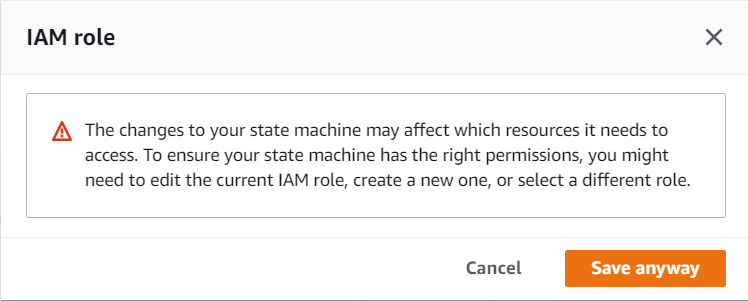 IAM role
The changes to your state machine may affect which resources it needs to
access. To ensure your state machine has the right permissions, you might
need to edit the current IAM role, create a new one, or select a different role.
Cancel
Save anyway